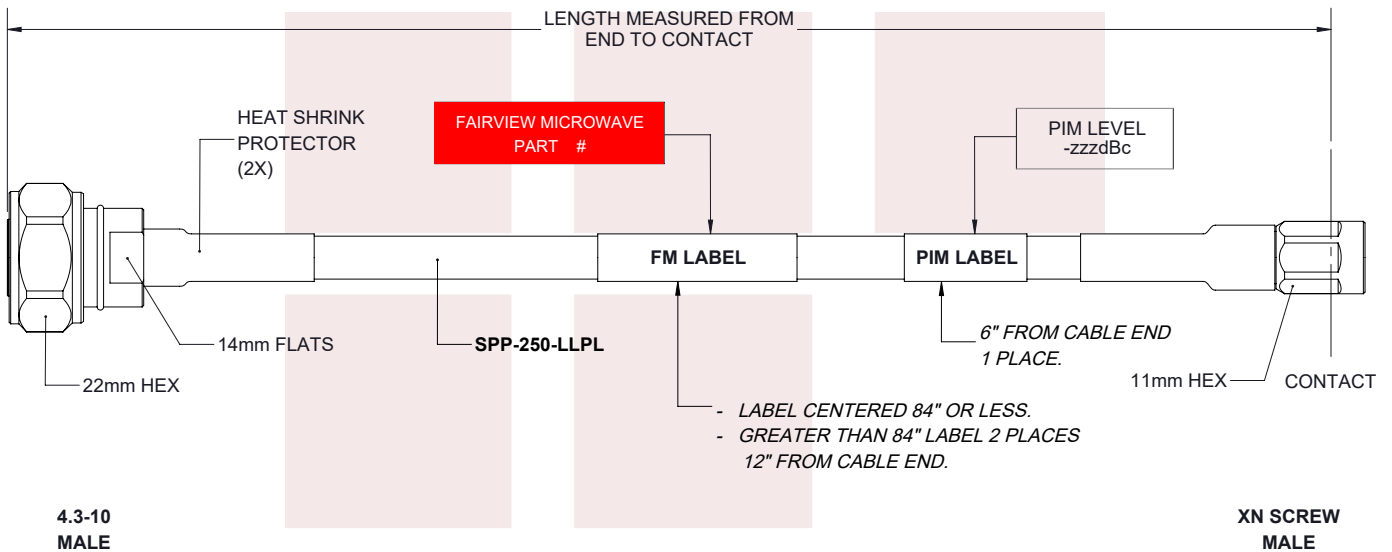 LENGTH MEASURED FROM
END TO CONTACT
HEAT SHRINK
PROTECTOR
(2X)
FAIRVIEW MICROWAVE
PART #
PIM LEVEL
-zzzdBc
FM LABEL
PIM LABEL
14mm FLATS
SPP-250-LLPL
6" FROM CABLE END
1 PLACE.
22mm HEX
11mm HEX
CONTACT
- LABEL CENTERED 84" OR LESS.
- GREATER THAN 84" LABEL 2 PLACES
12" FROM CABLE END.
4.3-10
MALE
XN SCREW
MALE